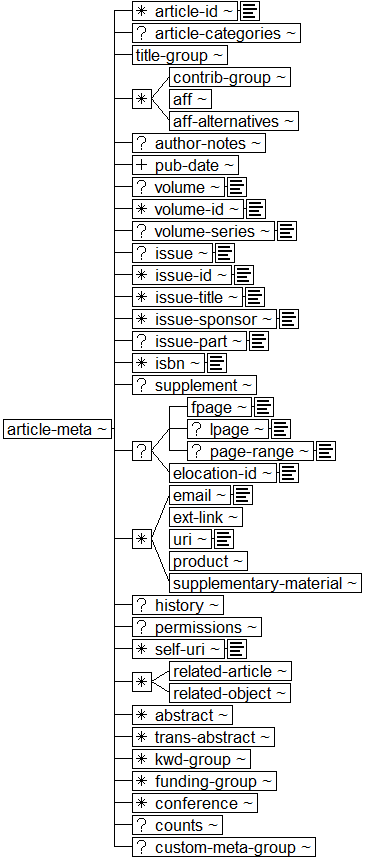 * article-id ~
? article-categories ~
title-group ~
contrib-group ~
*
aff ~
aff-alternatives ~
? author-notes ~
+ pub-date ~
? volume ~
* volume-id ~
? volume-series ~
? issue ~
* issue-id ~
* issue-title ~
* issue-sponsor ~
? issue-part ~
* isbn ~
? supplement ~
fpage ~
article-meta ~
? lpage ~
?
? page-range ~
elocation-id ~
email ~
ext-link ~
*
uri ~
product ~
supplementary-material ~
? history ~
? permissions ~
* self-uri ~
related-article ~
*
related-object ~
* abstract ~
* trans-abstract ~
* kwd-group ~
* funding-group ~
* conference ~
? counts ~
? custom-meta-group ~